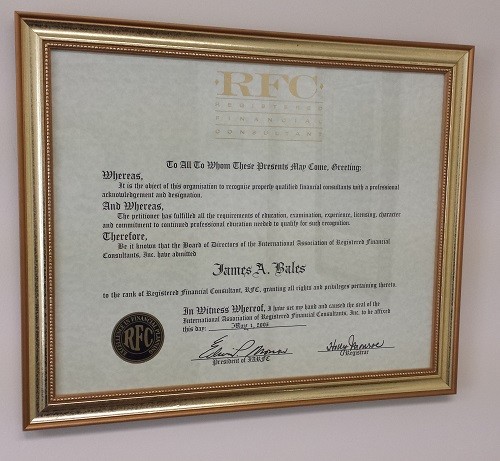 RFC
REGISTERED
FINANCIAL
CONSULTANT
To All To Whom These Presents May Come, Greeting:
Whereas,
It is the object of this organization to recognize properly qualified financial consultants with a professional
acknowledgement and designation.
And Whereas,
The petitioner has fulfilled all the requirements of education, examination, experience, licensing, character
and commitment to continued professional education needed to qualify for such recognition.
Therefore,
Be it known that the Board of Directors of the International Association of Registered Financial
Consultants, Inc. have admitted
James A. Bales
to the rank of Registered Financial Consultant, RFC, granting all rights and privileges pertaining thereto.
In Witness Whereof, I have set my hand and caused the seal of the
International Association of Registered Financial Consultants, Inc. to be affixed
this day: May 1, 2004
RFC
President of IARFC
Registrar